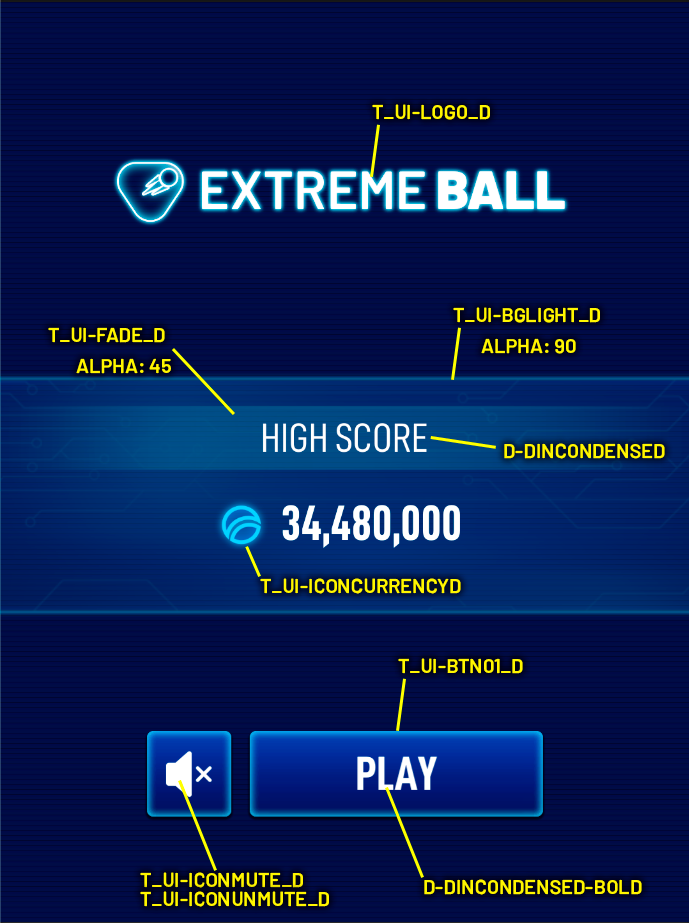 T_UI-LOGO_D
EXTREME BALL
T_UI-BGLIGHT_D
ALPHA: 90
T_UI-FADE_D
ALPHA: 45
HIGH SCORE
D-DINCONDENSED
34,480,000
T_UI-ICONCURRENCYD
T_UI-BTN01_D
PLAY
T_UI-ICONMUTE_D
T_UI-ICONUNMUTE_D
D-DINCONDENSED-BOLD